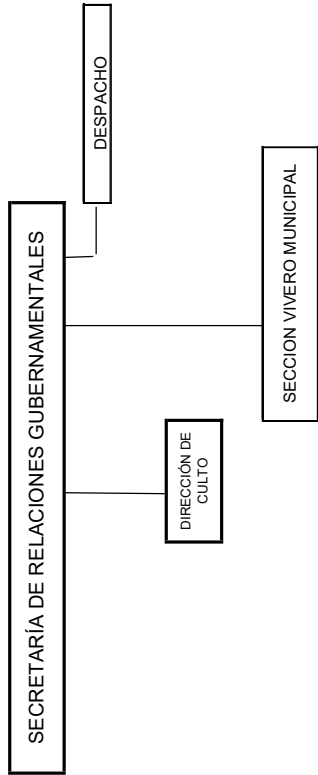 SECRETARÍA DE RELACIONES GUBERNAMENTALES
DESPACHO
DIRECCIÓN DE
CULTO
SECCION VIVERO MUNICIPAL